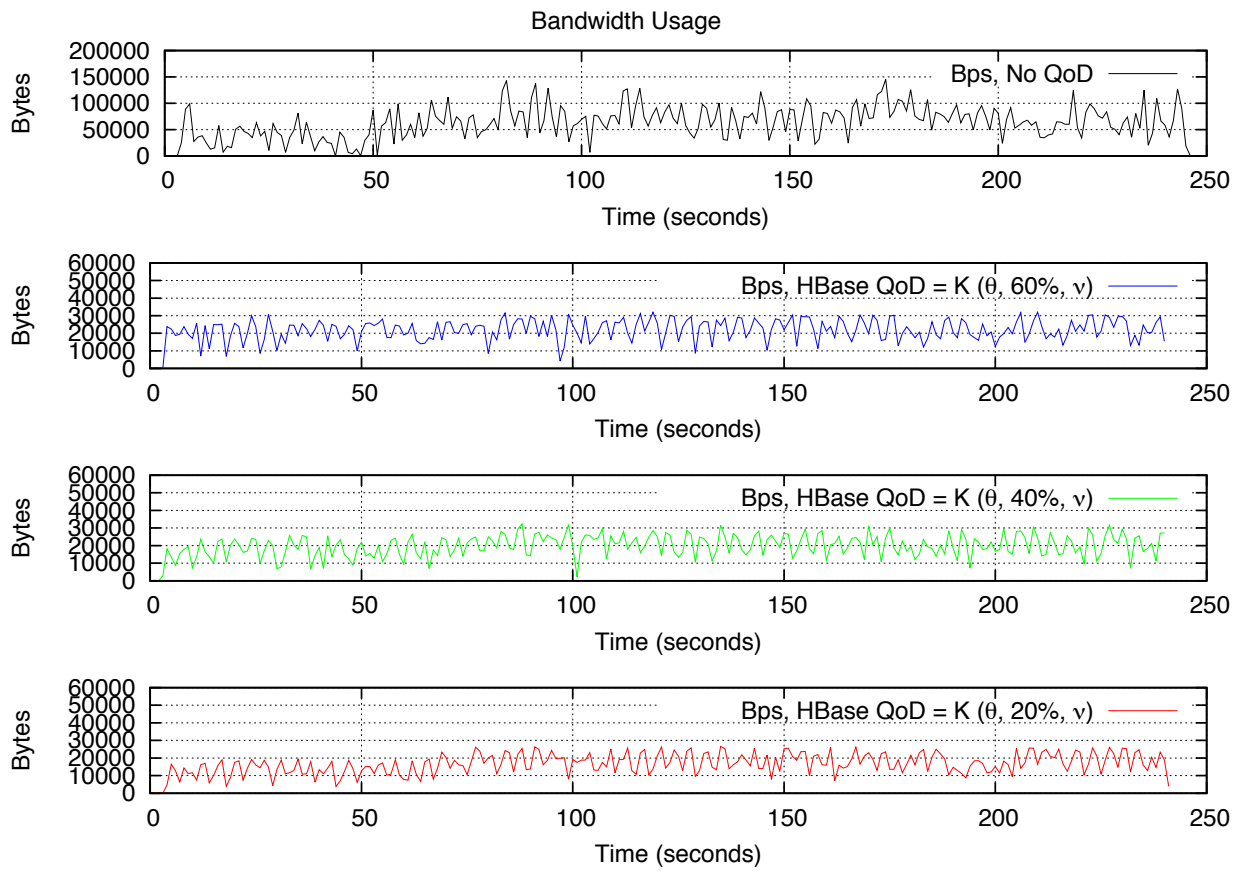 Bandwidth Usage
200000
150000
100000
50000
0
Bytes
Bps, No QoD
0 50 100 150 200 250
Time (seconds)
60000
50000
40000
30000
20000
10000
0
Bytes
Bps, HBase QoD = K (θ, 60%, ν)
0 50 100 150 200 250
Time (seconds)
60000
50000
40000
30000
20000
10000
0
Bytes
Bps, HBase QoD = K (θ, 40%, ν)
0 50 100 150 200 250
Time (seconds)
60000
50000
40000
30000
20000
10000
0
Bytes
Bps, HBase QoD = K (θ, 20%, ν)
0 50 100 150 200 250
Time (seconds)